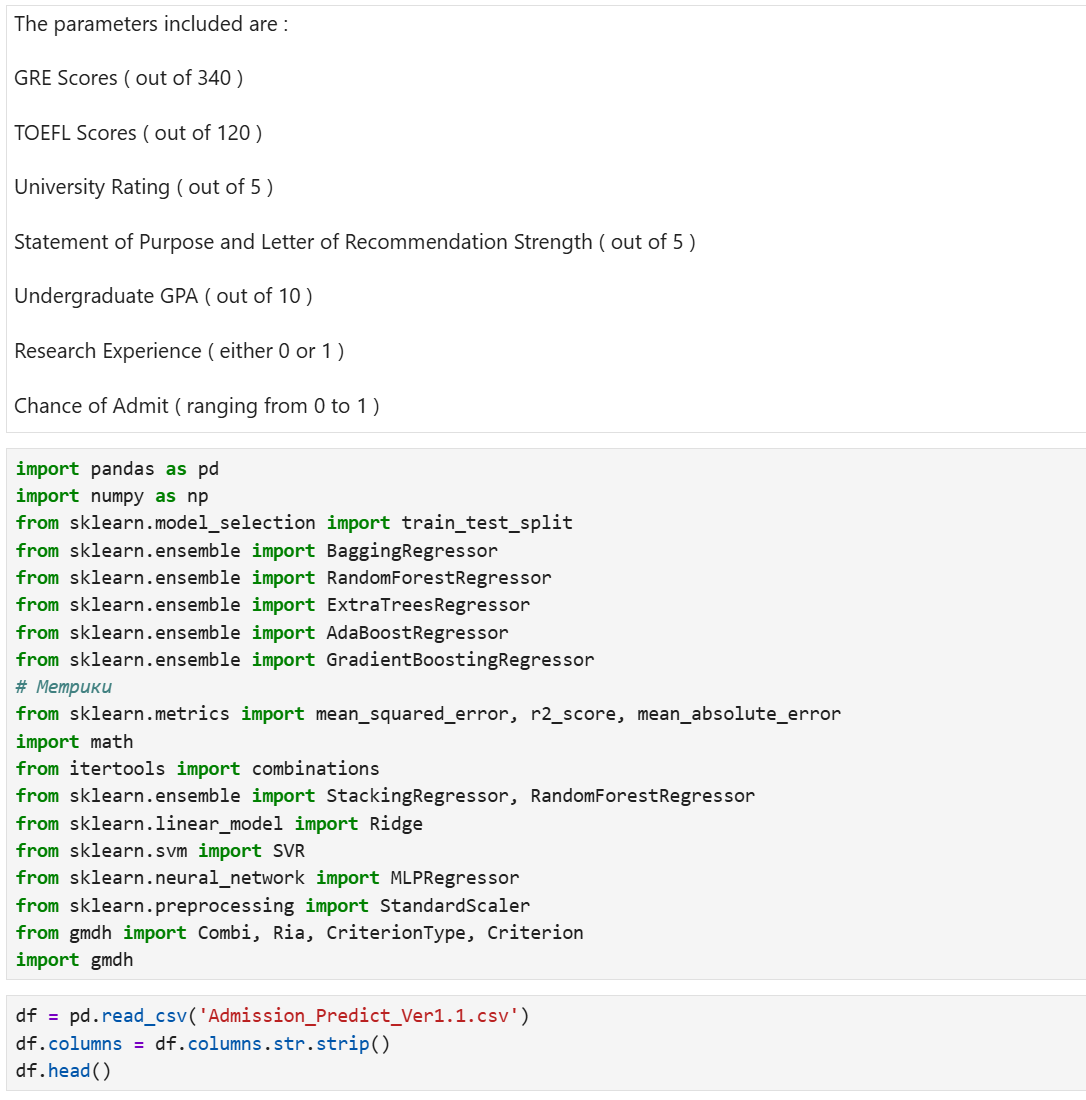 The parameters included are :
GRE Scores ( out of 340 )
TOEFL Scores ( out of 120 )
University Rating ( out of 5 )
Statement of Purpose and Letter of Recommendation Strength ( out of 5 )
Undergraduate GPA ( out of 10 )
Research Experience ( either 0 or 1 )
Chance of Admit ( ranging from 0 to 1 )
import pandas as pd
import numpy as np
from sklearn.model_selection import train_test_split
from sklearn.ensemble import BaggingRegressor
from sklearn.ensemble import RandomForestRegressor
from sklearn.ensemble import ExtraTreesRegressor
from sklearn.ensemble import AdaBoostRegressor
from sklearn.ensemble import GradientBoostingRegressor
# Метрики
from sklearn.metrics import mean_squared_error, r2_score, mean_absolute_error
import math
from itertools import combinations
from sklearn.ensemble import StackingRegressor, RandomForestRegressor
from sklearn.linear_model import Ridge
from sklearn.svm import SVR
from sklearn.neural_network import MLPRegressor
from sklearn.preprocessing import StandardScaler
from gmdh import Combi, Ria, CriterionType, Criterion
import gmdh
df = pd.read_csv('Admission_Predict_Ver1.1.csv')
df.columns = df.columns.str.strip()
df.head()